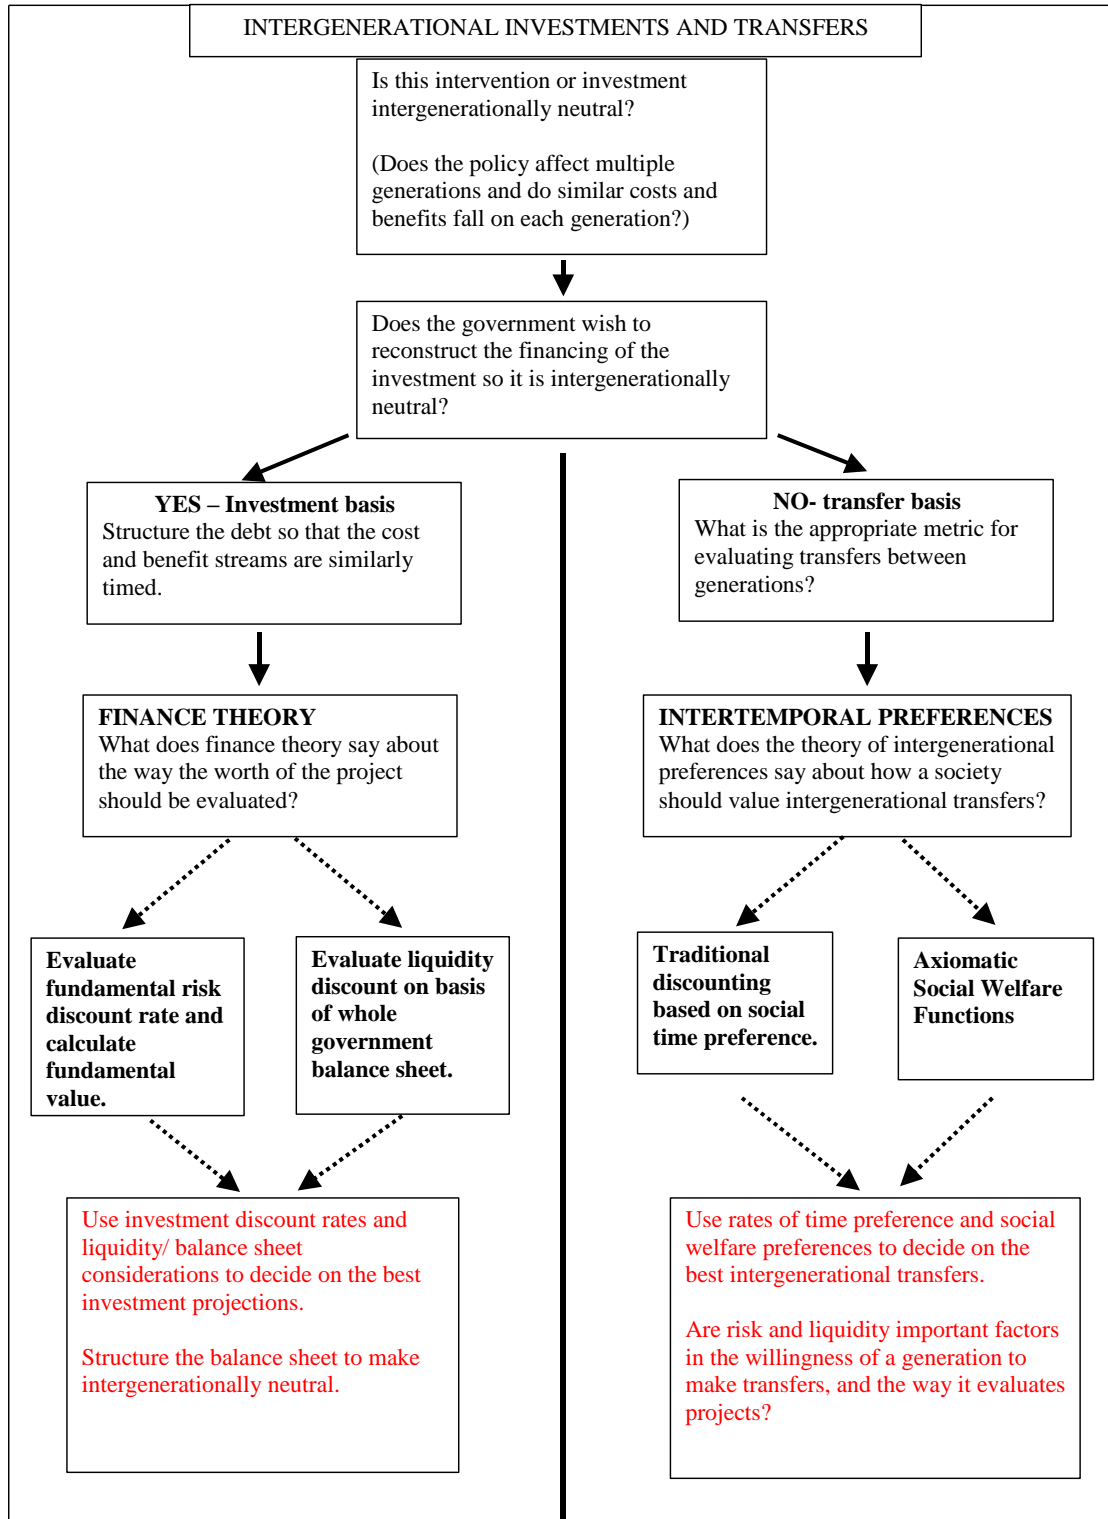 INTERGENERATIONAL INVESTMENTS AND TRANSFERS
Is this intervention or investment
intergenerationally neutral?
(Does the policy affect multiple
generations and do similar costs and
benefits fall on each generation?)
Does the government wish to
reconstruct the financing of the
investment so it is intergenerationally
neutral?
YES – Investment basis
Structure the debt so that the cost
and benefit streams are similarly
timed.
NO- transfer basis
What is the appropriate metric for
evaluating transfers between
generations?
FINANCE THEORY
What does finance theory say about
the way the worth of the project
should be evaluated?
INTERTEMPORAL PREFERENCES
What does the theory of intergenerational
preferences say about how a society
should value intergenerational transfers?
Evaluate
fundamental risk
discount rate and
calculate
fundamental
value.
Evaluate liquidity
discount on basis
of whole
government
balance sheet.
Traditional
discounting
based on social
time preference.
Axiomatic
Social Welfare
Functions
Use investment discount rates and
liquidity/ balance sheet
considerations to decide on the best
investment projections.
Structure the balance sheet to make
intergenerationally neutral.
Use rates of time preference and social
welfare preferences to decide on the
best intergenerational transfers.
Are risk and liquidity important factors
in the willingness of a generation to
make transfers, and the way it evaluates
projects?